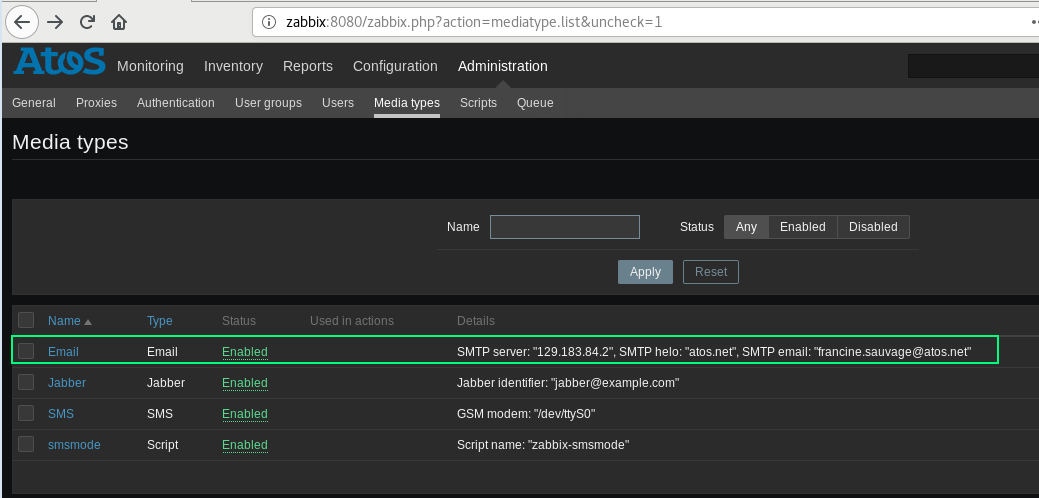 zabbix:8080/zabbix.php?action=mediatype.list&uncheck=1
Atos Monitoring Inventory Reports Configuration Administration
General Proxies Authentication User groups Users Media types Scripts Queue
Media types
Name Status Any Enabled Disabled
Apply Reset
Name Type Status Used in actions Details
Email Email Enabled SMTP server: "129.183.84.2", SMTP helo: "atos.net", SMTP email: "francine.sauvage@atos.net"
Jabber Jabber Enabled Jabber identifier: "jabber@example.com"
SMS SMS Enabled GSM modem: "/dev/ttyS0"
smsmode Script Enabled Script name: "zabbix-smsmode"